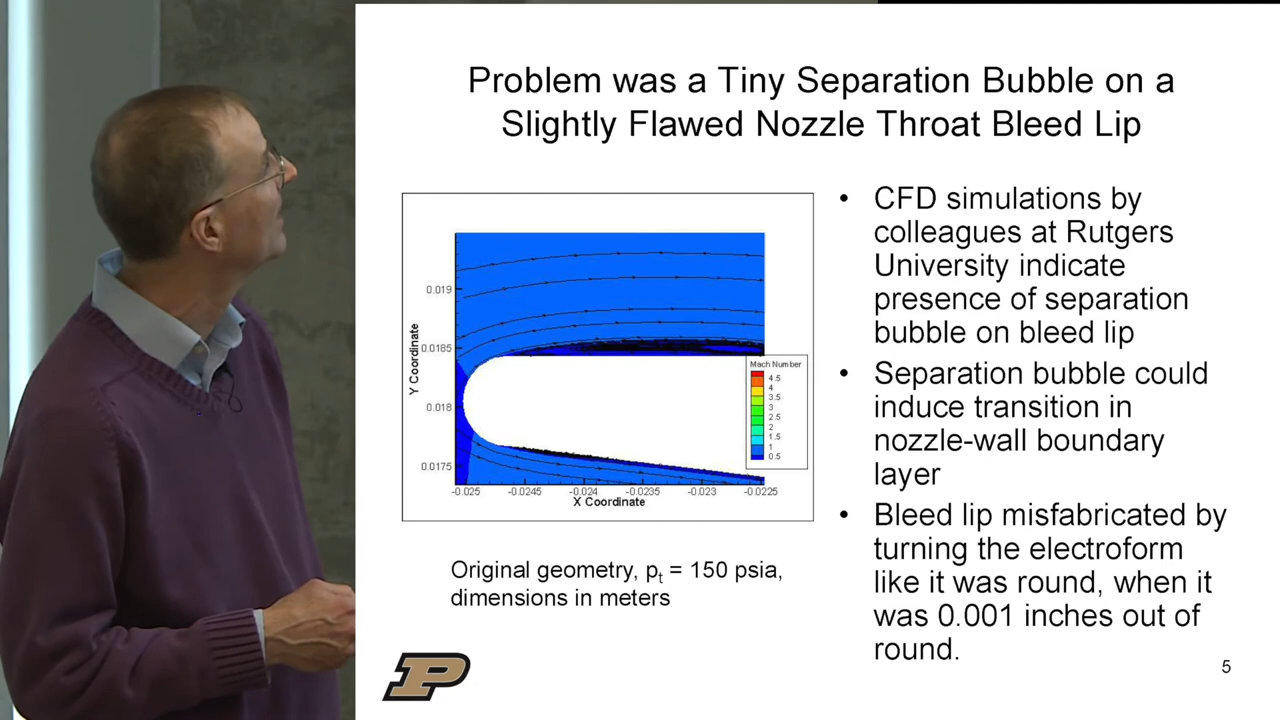 Problem was a Tiny Separation Bubble on a
Slightly Flawed Nozzle Throat Bleed Lip
Y Coordinate
0.019
0.0185
0.018
0.0175
-0.025
-0.0245
-0.024
-0.0235
-0.023
-0.0225
X Coordinate
Mach Number
4.5
4
3.5
3
2.5
2
1.5
1
0.5
Original geometry, pt = 150 psia,
dimensions in meters
• CFD simulations by
colleagues at Rutgers
University indicate
presence of separation
bubble on bleed lip
• Separation bubble could
induce transition in
nozzle-wall boundary
layer
• Bleed lip misfabricated by
turning the electroform
like it was round, when it
was 0.001 inches out of
round.
P
5